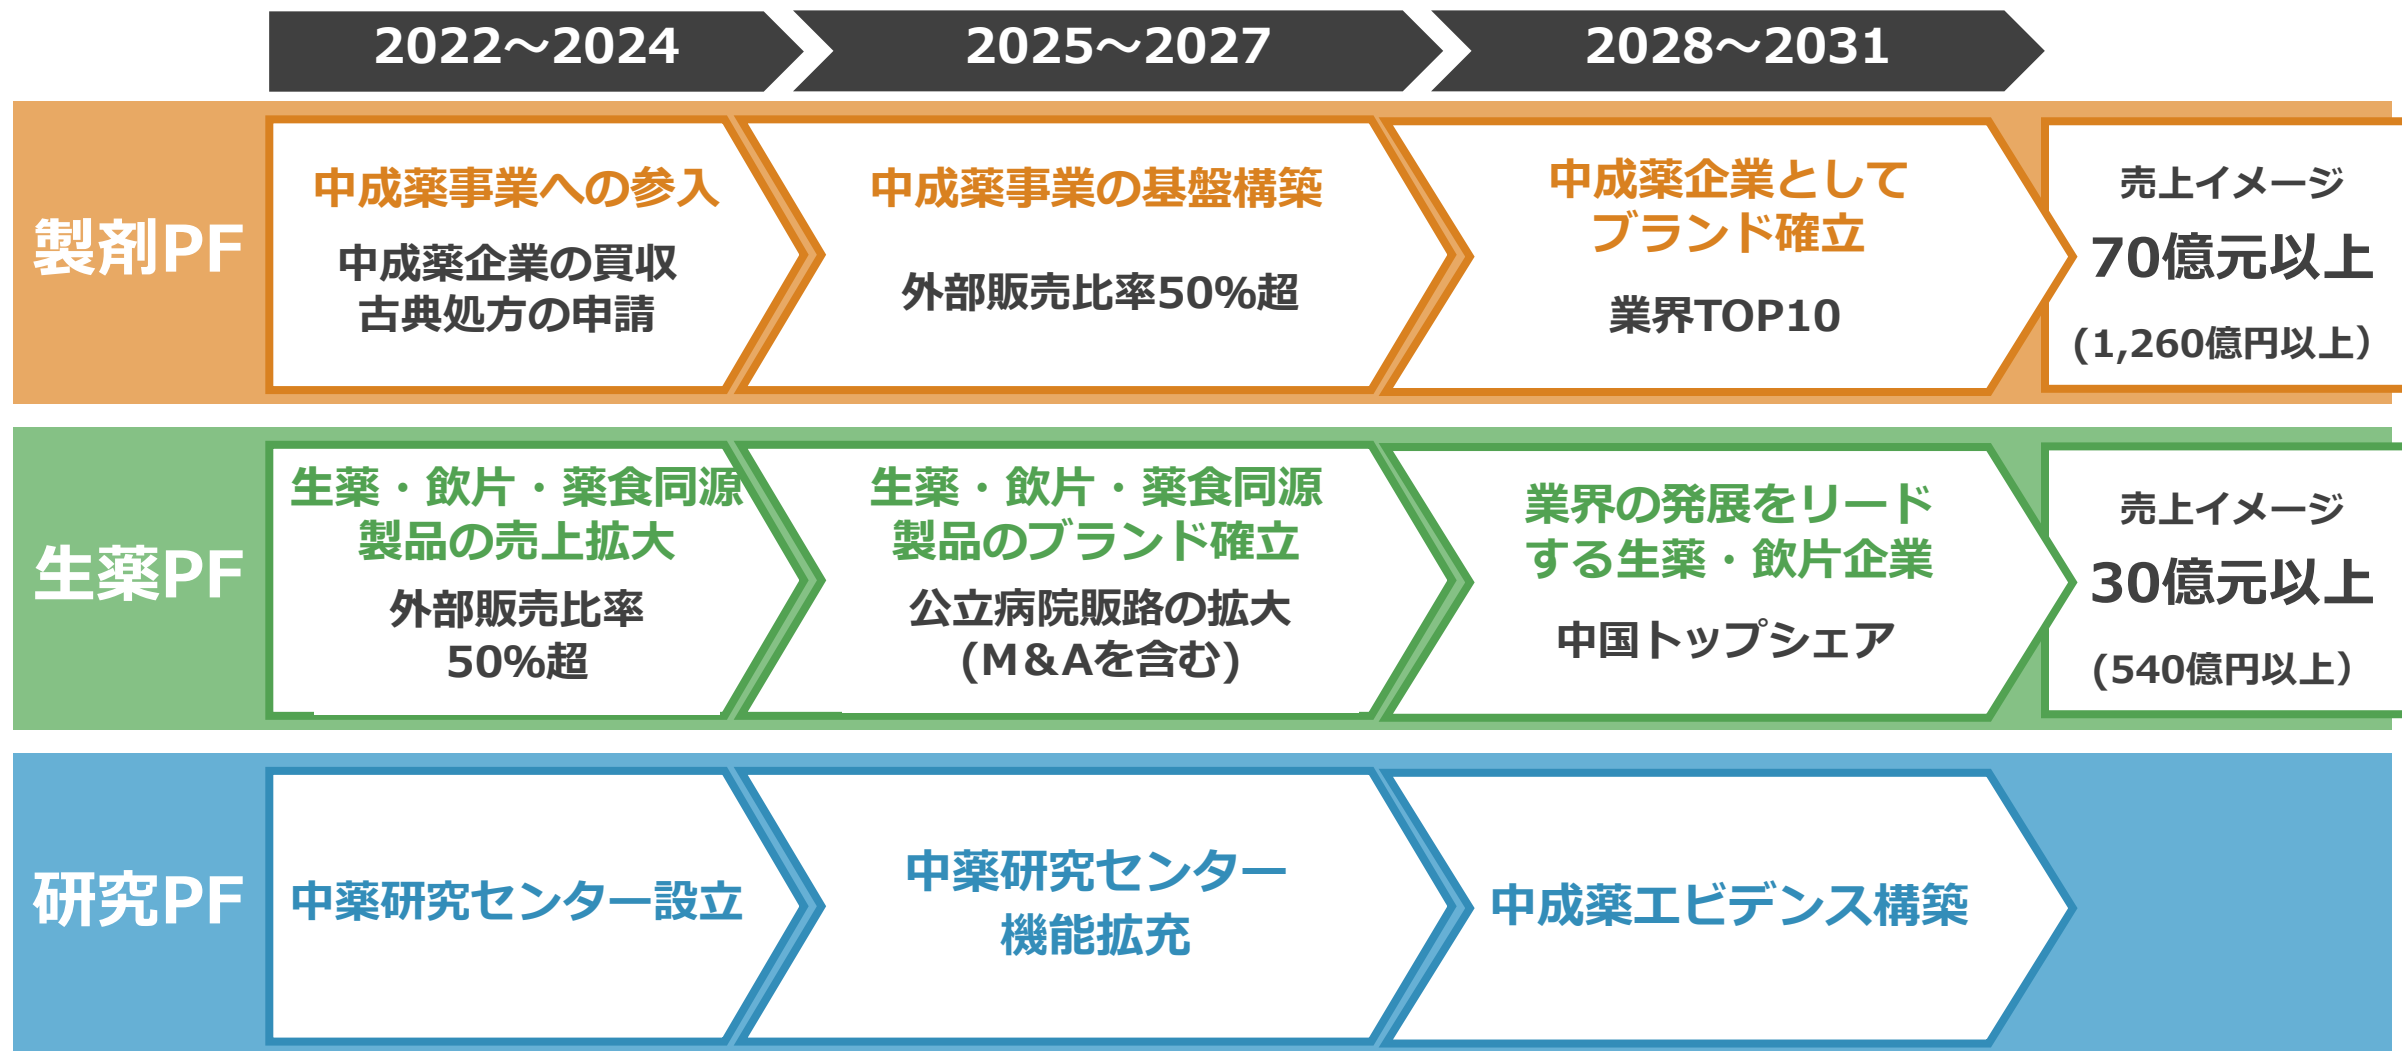 2022～2024
2025～2027
2028～2031
製剤PF
中成薬事業への参入
中成薬企業の買収
古典処方の申請
中成薬事業の基盤構築
外部販売比率50%超
中成薬企業として
ブランド確立
業界TOP10
売上イメージ
70億元以上
(1,260億円以上）
生薬PF
生薬・飲片・薬食同源
製品の売上拡大
外部販売比率
50%超
生薬・飲片・薬食同源
製品のブランド確立
公立病院販路の拡大
(M&Aを含む)
業界の発展をリード
する生薬・飲片企業
中国トップシェア
売上イメージ
30億元以上
(540億円以上）
研究PF
中薬研究センター設立
中薬研究センター
機能拡充
中成薬エビデンス構築